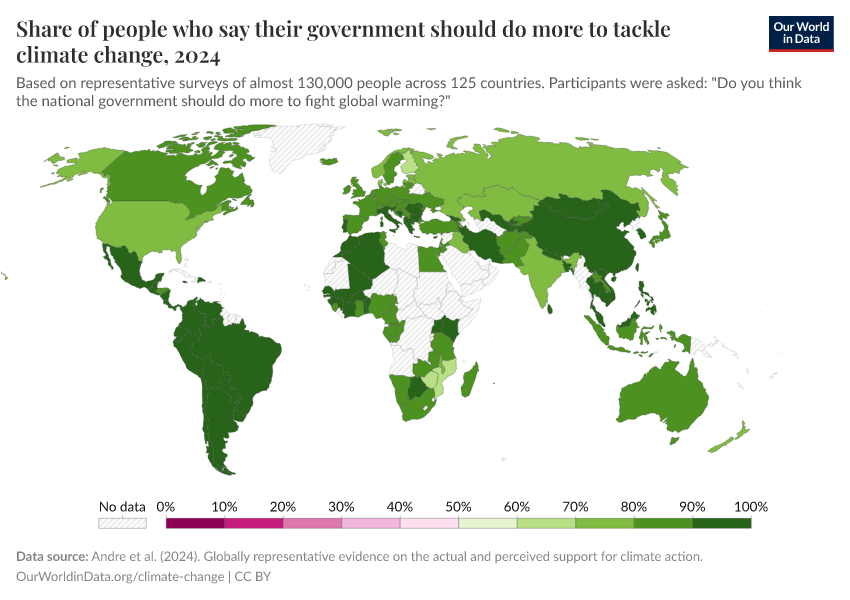 Share of people who say their government should do more to tackle
climate change, 2024
Our World
in Data
Based on representative surveys of almost 130,000 people across 125 countries. Participants were asked: "Do you think
the national government should do more to fight global warming?"
No data 0% 10% 20% 30% 40% 50% 60% 70% 80% 90% 100%
Data source: Andre et al. (2024). Globally representative evidence on the actual and perceived support for climate action.
OurWorldinData.org/climate-change | CC BY